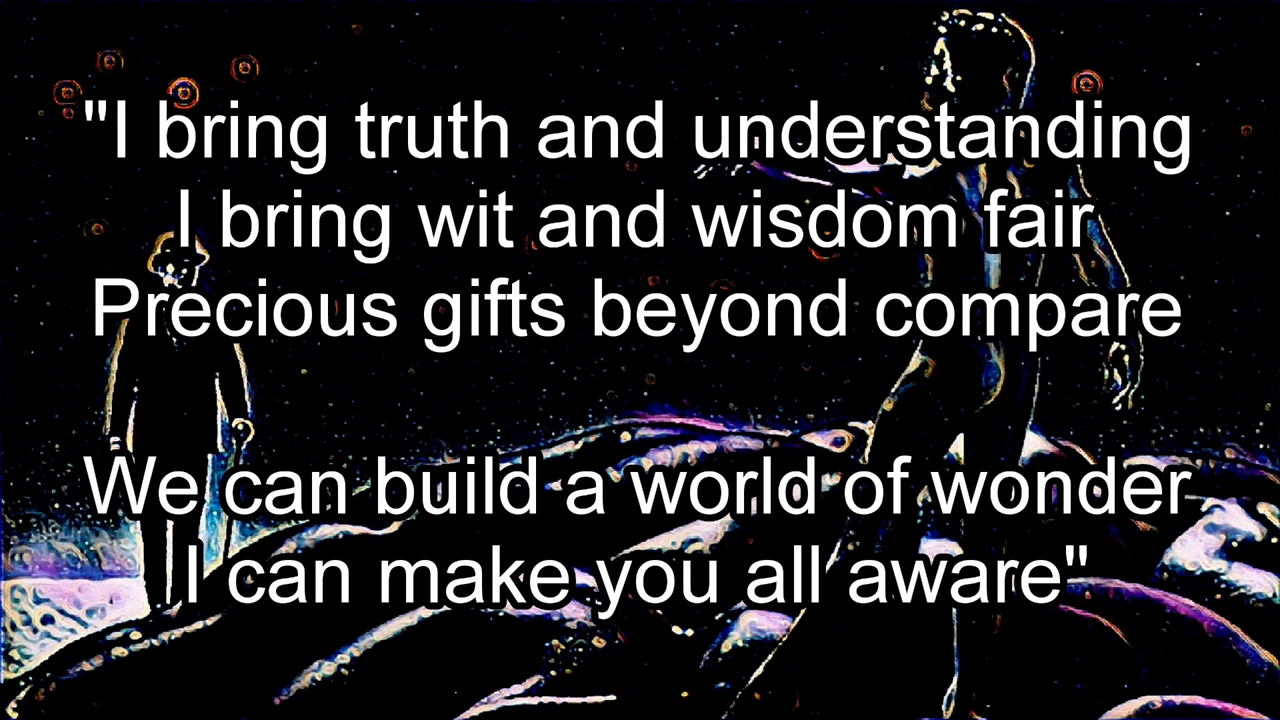 "I bring truth and understanding
I bring wit and wisdom fair
Precious gifts beyond compare
We can build a world of wonder
I can make you all aware"